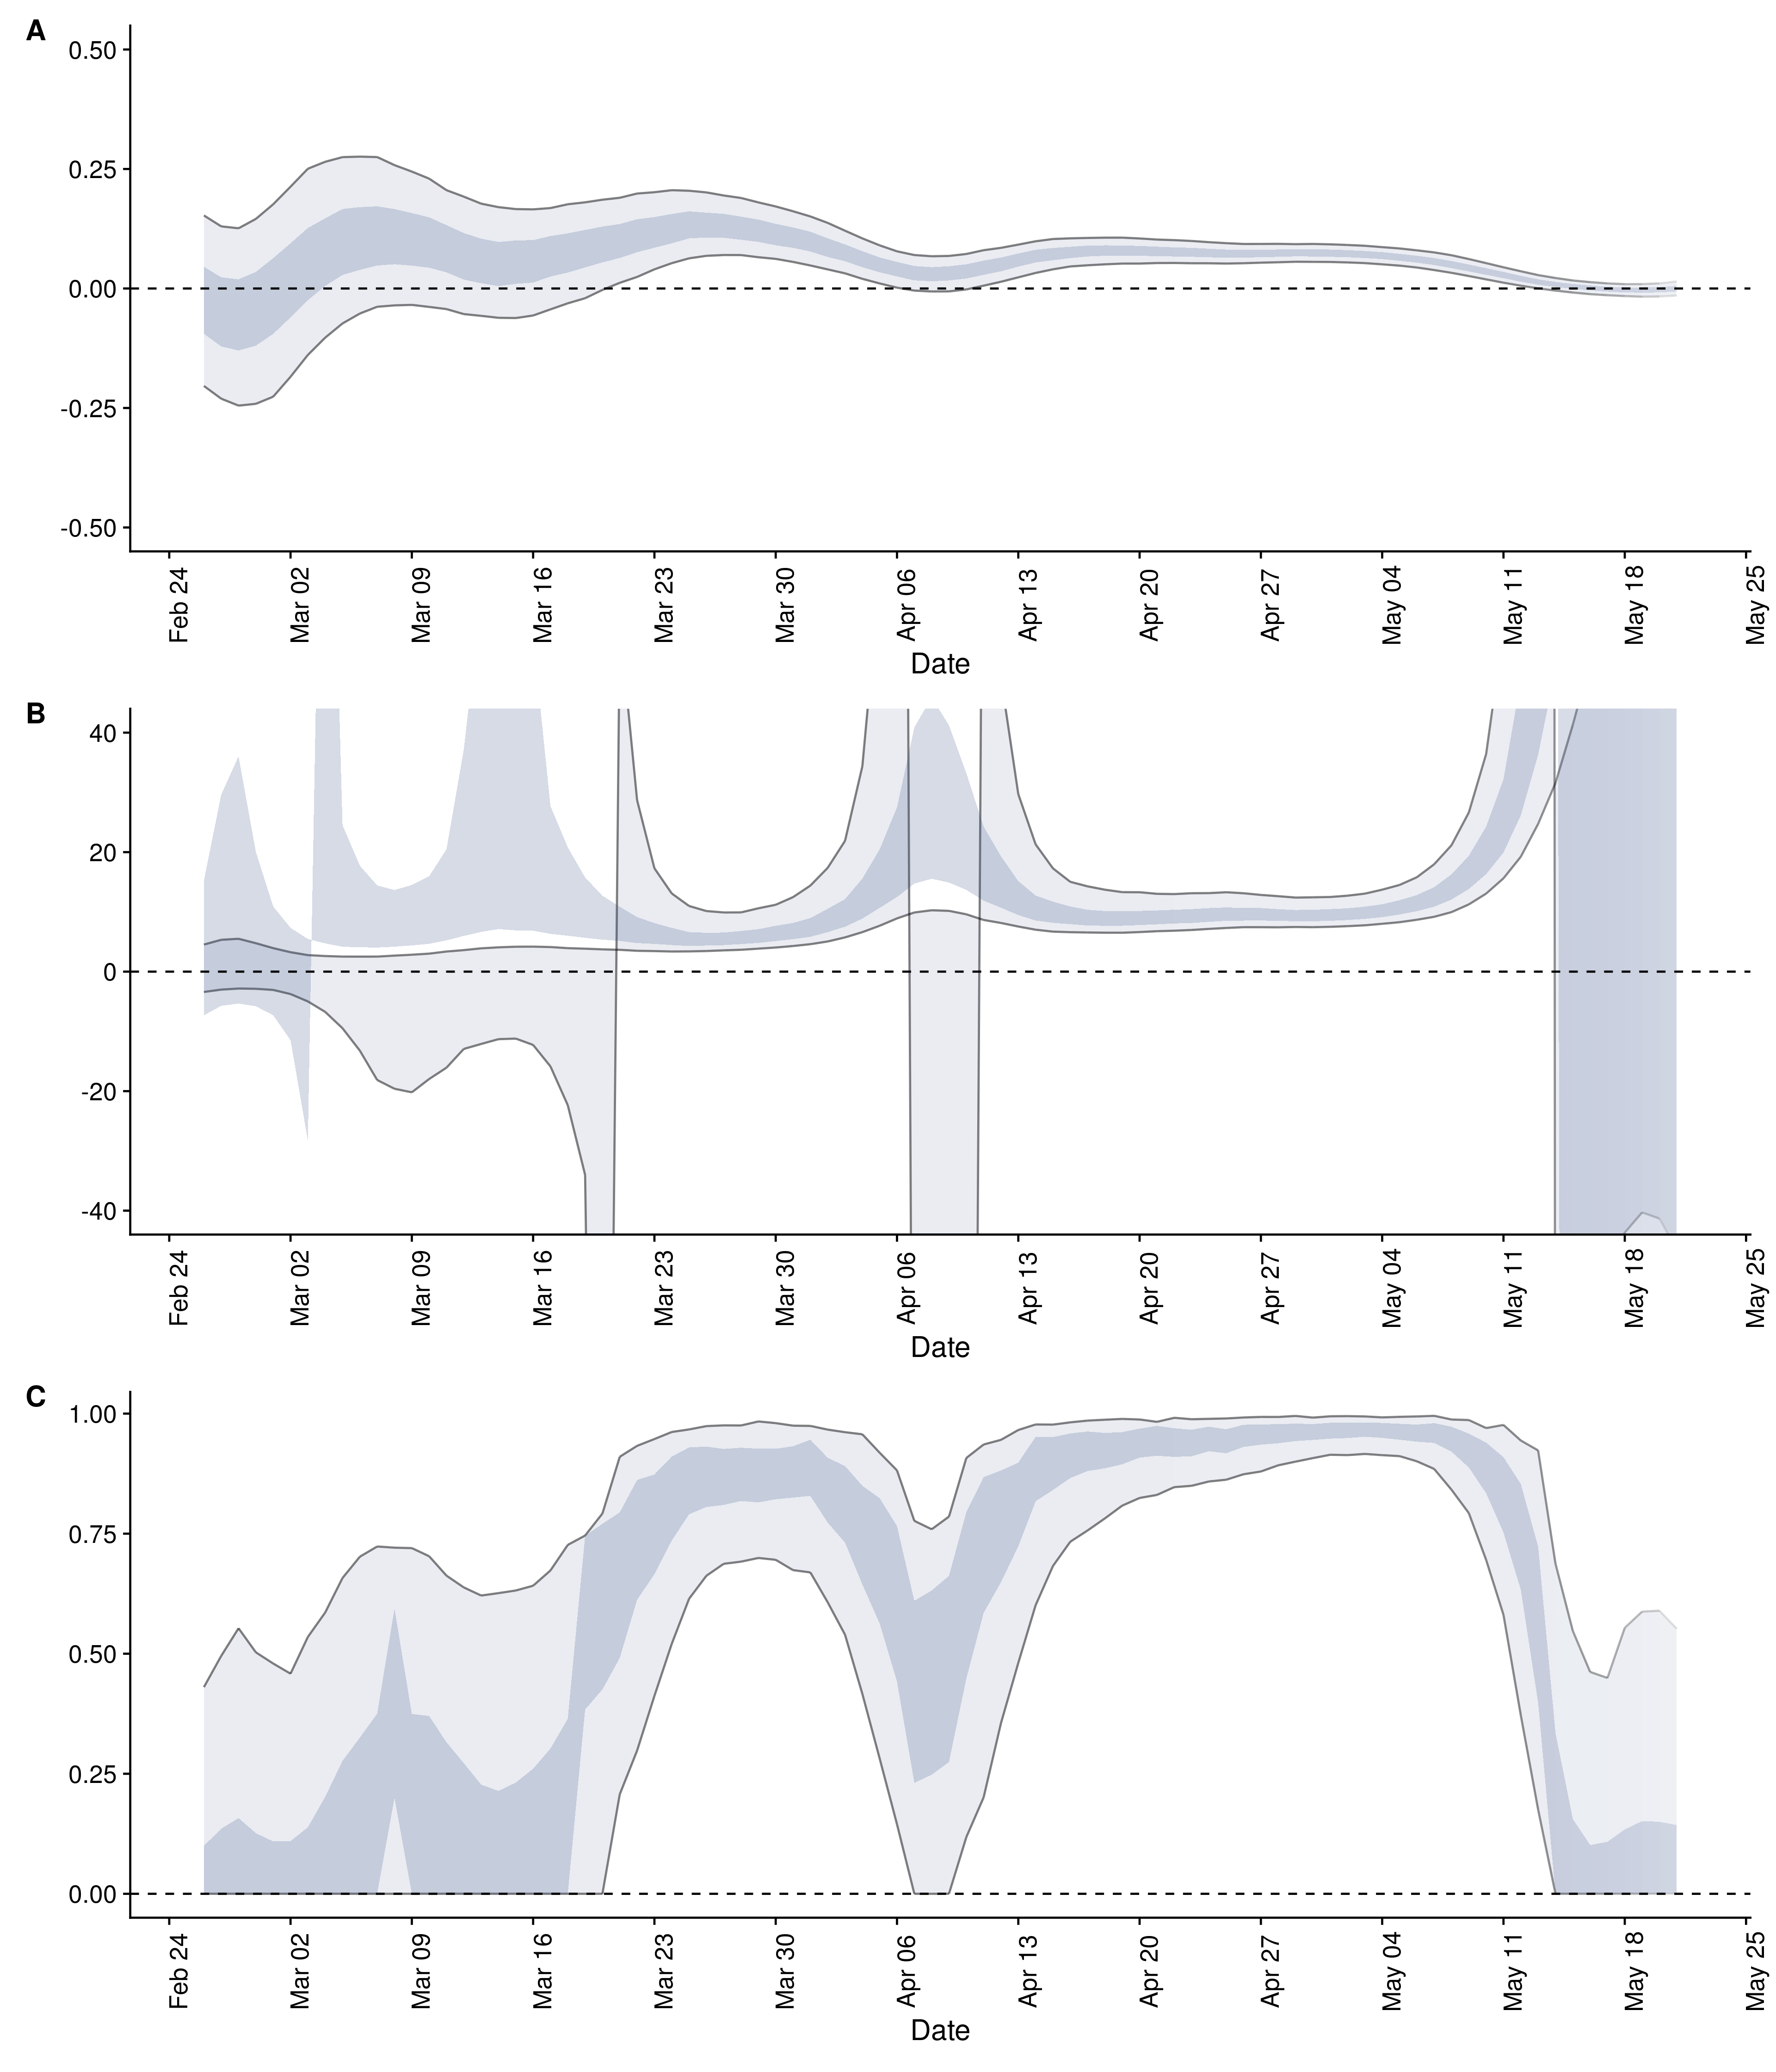 A
0.50
0.25
0.00
-0.25
-0.50
Feb 24
Mar 02
Mar 09
Mar 16
Mar 23
Mar 30
Apr 06
Apr 13
Apr 20
Apr 27
May 04
May 11
May 18
May 25
Date
B
40
20
0
-20
-40
Feb 24
Mar 02
Mar 09
Mar 16
Mar 23
Mar 30
Apr 06
Apr 13
Apr 20
Apr 27
May 04
May 11
May 18
May 25
Date
C
1.00
0.75
0.50
0.25
0.00
Feb 24
Mar 02
Mar 09
Mar 16
Mar 23
Mar 30
Apr 06
Apr 13
Apr 20
Apr 27
May 04
May 11
May 18
May 25
Date